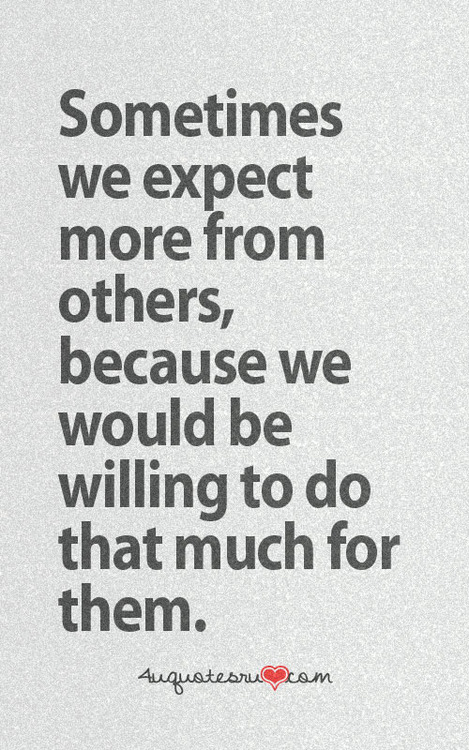 Sometimes
we expect
more from
others,
because we
would be
willing to do
that much for
them.
4uquotesru❤com